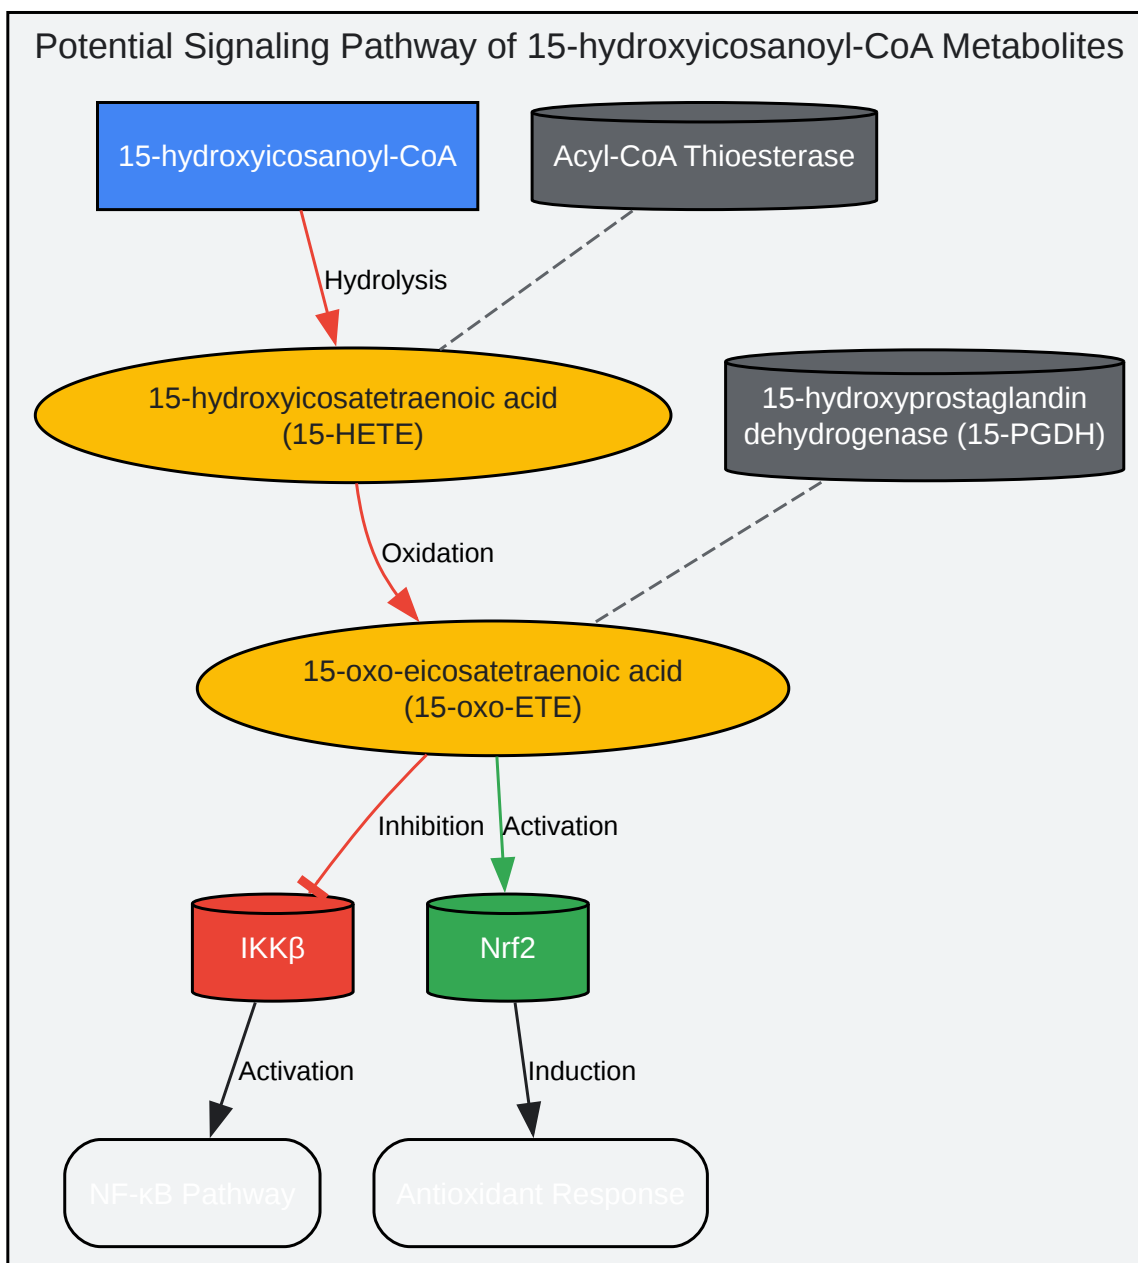 Potential Signaling Pathway of 15-hydroxyicosanoyl-CoA Metabolites
15-hydroxyicosanoyl-CoA
Acyl-CoA Thioesterase
Hydrolysis
15-hydroxyicosatetraenoic acid
(15-HETE)
15-hydroxyprostaglandin
dehydrogenase (15-PGDH)
Oxidation
15-oxo-eicosatetraenoic acid
(15-oxo-ETE)
Inhibition
Activation
IKKβ
Nrf2
Activation
Induction
NF-κB Pathway
Antioxidant Response